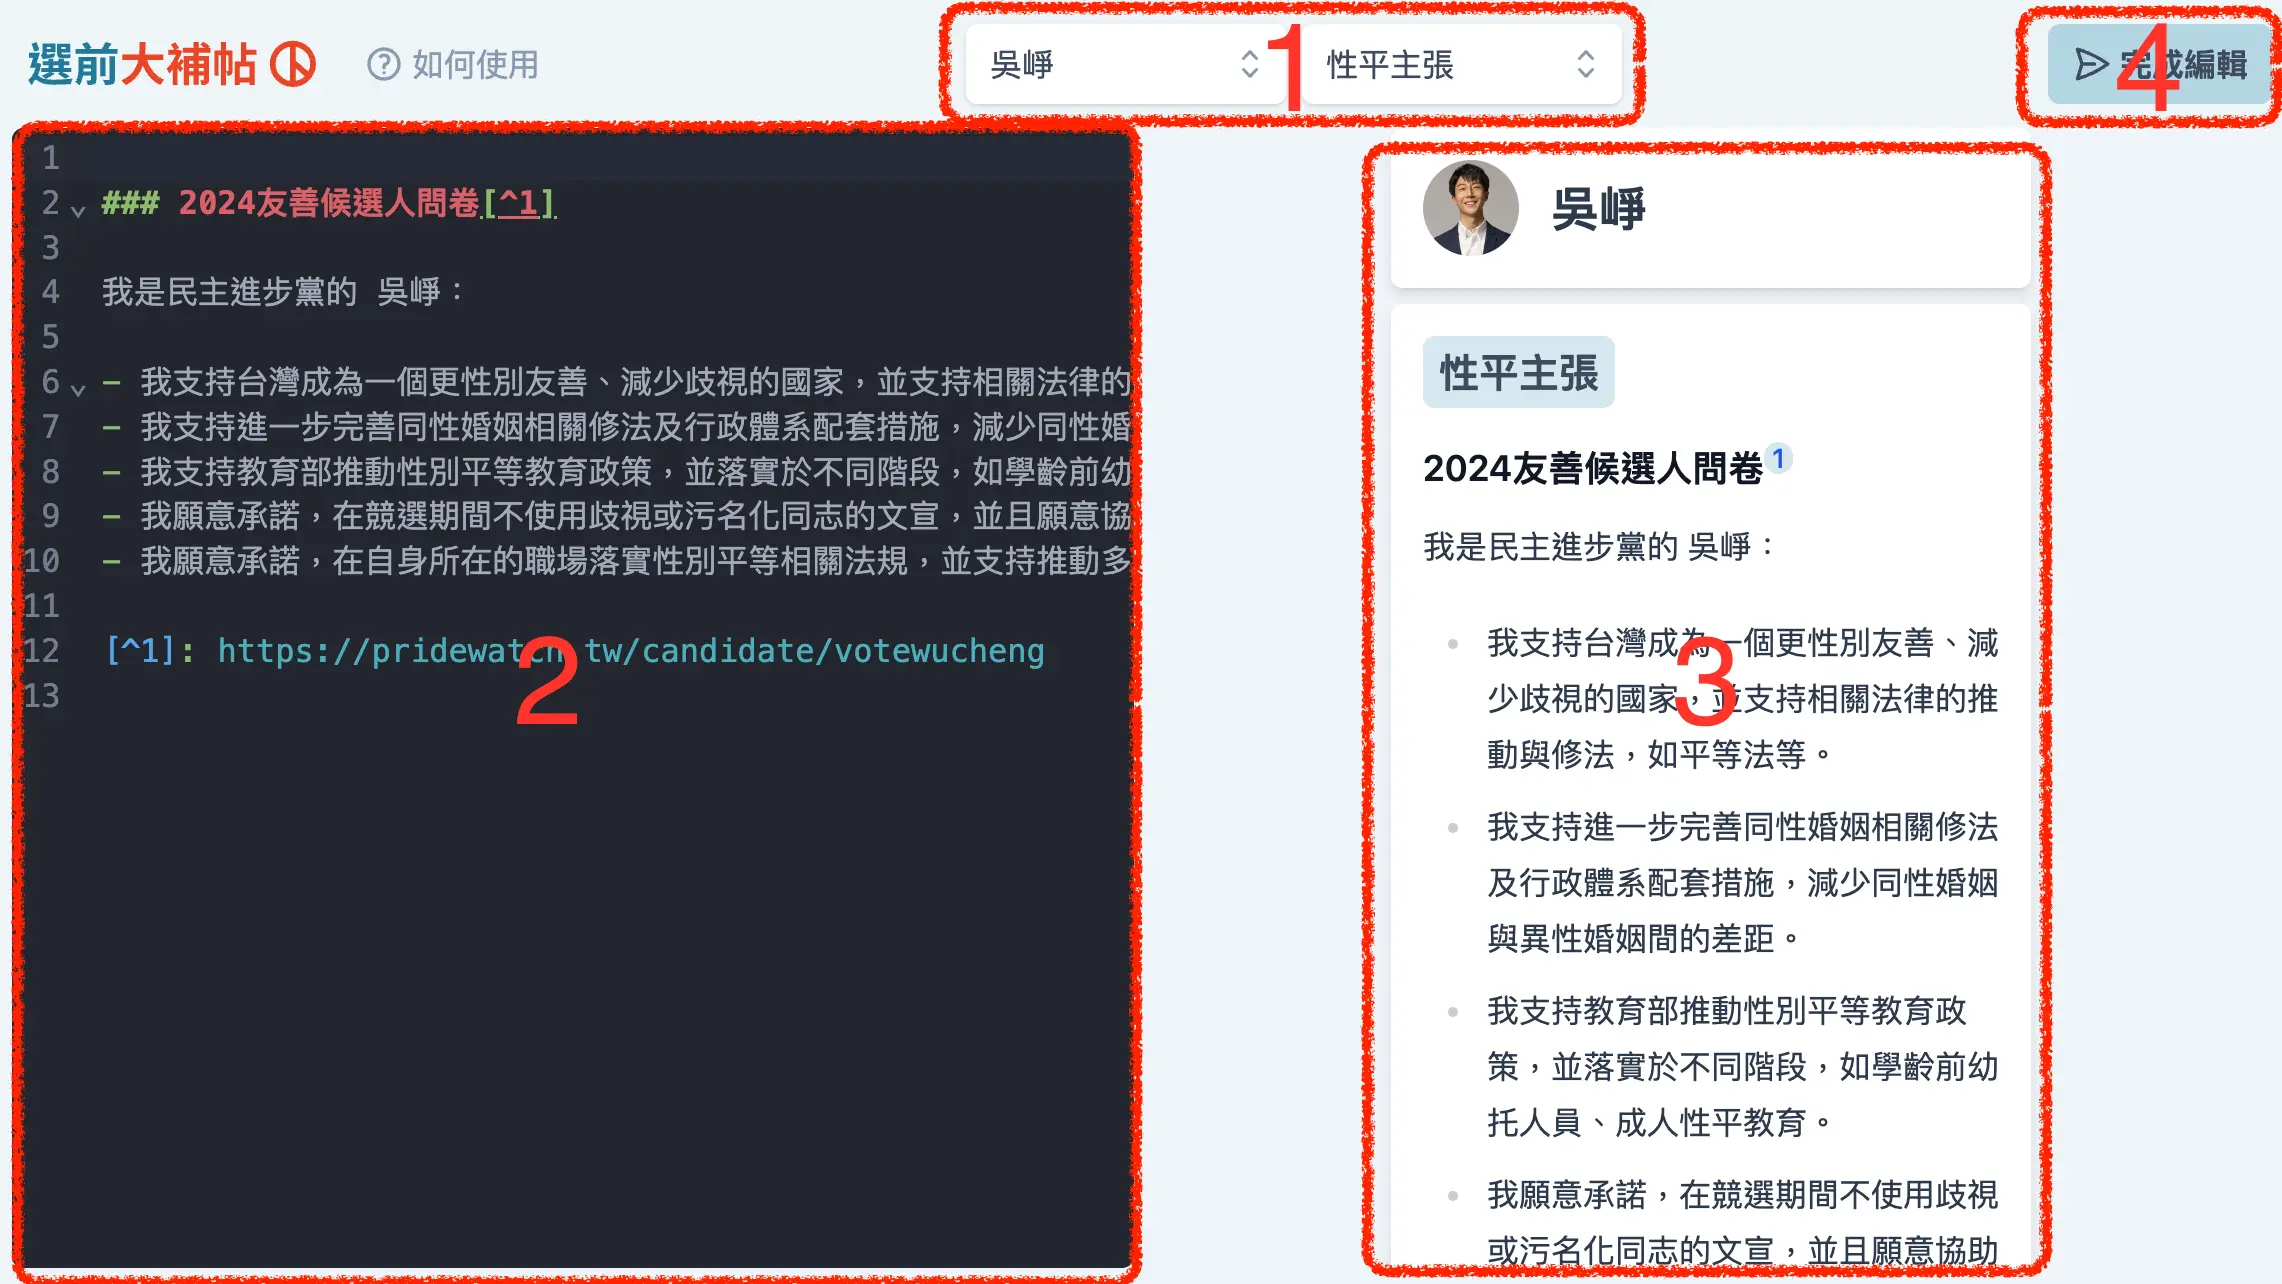 選前大補帖
如何使用
吳崢
性平主張
完成編輯
1
4
1
2 ### 2024友善候選人問卷[^1]
3
4 我是民主進步黨的 吳崢：
5
6 - 我支持台灣成為一個更性別友善、減少歧視的國家，並支持相關法律的
7 - 我支持進一步完善同性婚姻相關修法及行政體系配套措施，減少同性婚
8 - 我支持教育部推動性別平等教育政策，並落實於不同階段，如學齡前幼
9 - 我願意承諾，在競選期間不使用歧視或污名化同志的文宣，並且願意協
10 - 我願意承諾，在自身所在的職場落實性別平等相關法規，並支持推動多
11
12 [^1]: https://pridewatch.tw/candidate/votewucheng
13
2
吳崢
性平主張
2024友善候選人問卷1
我是民主進步黨的 吳崢：
我支持台灣成為一個更性別友善、減
少歧視的國家，並支持相關法律的推
動與修法，如平等法等。
3
我支持進一步完善同性婚姻相關修法
及行政體系配套措施，減少同性婚姻
與異性婚姻間的差距。
我支持教育部推動性別平等教育政
策，並落實於不同階段，如學齡前幼
托人員、成人性平教育。
我願意承諾，在競選期間不使用歧視
或污名化同志的文宣，並且願意協助